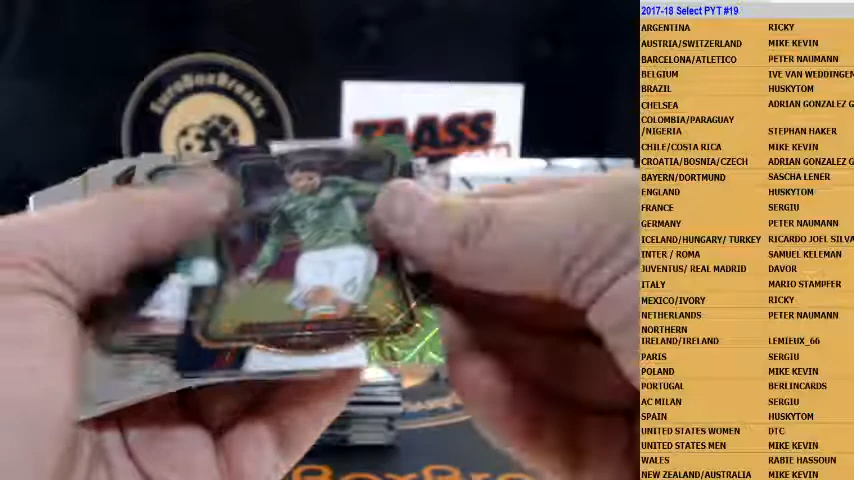 EuroBoxBreaks
TAASS
2017-18 Select PYT #19
ARGENTINA RICKY
AUSTRIA/SWITZERLAND MIKE KEVIN
BARCELONA/ATLETICO PETER NAUMANN
BELGIUM IVE VAN WEDDINGEN
BRAZIL HUSKYTOM
CHELSEA ADRIAN GONZALEZ G
COLOMBIA/PARAGUAY
/NIGERIA STEPHAN HAKER
CHILE/COSTA RICA MIKE KEVIN
CROATIA/BOSNIA/CZECH ADRIAN GONZALEZ G
BAYERN/DORTMUND SASCHA LENER
ENGLAND HUSKYTOM
FRANCE SERGIU
GERMANY PETER NAUMANN
ICELAND/HUNGARY/ TURKEY RICARDO JOEL SILVA
INTER / ROMA SAMUEL KELEMAN
JUVENTUS/ REAL MADRID DAVOR
ITALY MARIO STAMPFER
MEXICO/IVORY RICKY
NETHERLANDS PETER NAUMANN
NORTHERN
IRELAND/IRELAND LEMIEUX_66
PARIS SERGIU
POLAND MIKE KEVIN
PORTUGAL BERLINCARDS
AC MILAN SERGIU
SPAIN HUSKYTOM
UNITED STATES WOMEN DTC
UNITED STATES MEN MIKE KEVIN
WALES RABIE HASSOUN
NEW ZEALAND/AUSTRALIA MIKE KEVIN